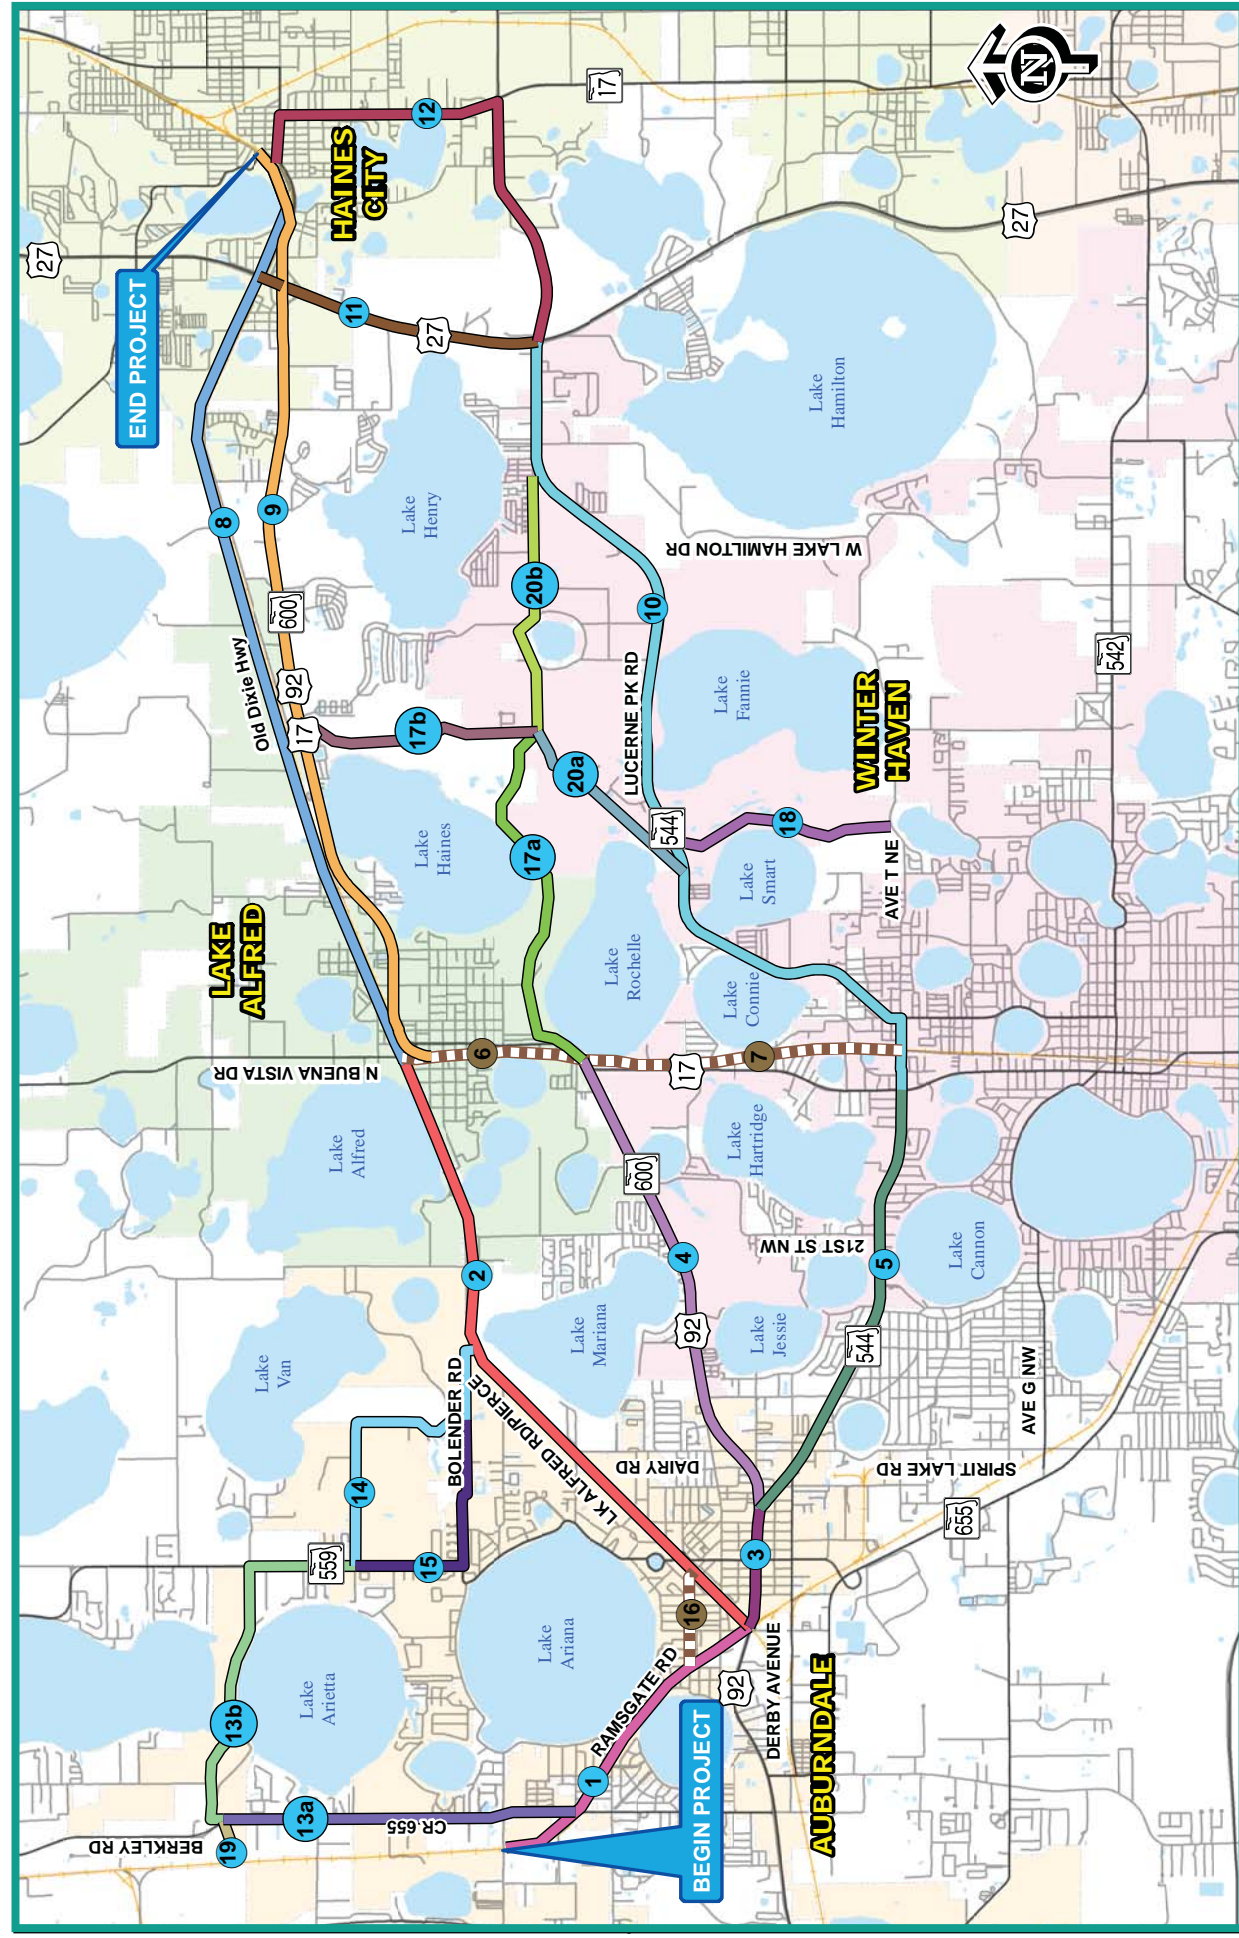 27
END PROJECT
HAINES
CITY
12
17
N
11
27
27
8
9
600
Old Dixie Hwy
92
17
Lake
Henry
Lake
Hamilton
W LAKE HAMILTON DR
20b
10
17b
20a
LUCERNE PK RD
Lake
Fannie
542
WINTER
HAVEN
544
18
AVE T NE
17a
Lake
Haines
Lake
Smart
LAKE
ALFRED
Lake
Rochelle
Lake
Connie
N BUENA VISTA DR
6
17
7
Lake
Alfred
600
Lake
Hartridge
4
21ST ST NW
5
Lake
Cannon
2
92
Lake
Mariana
Lake
Jessie
544
Lake
Van
BOLENDER RD
LK ALFRED RD/PIERCE
DAIRY RD
SPIRIT LAKE RD
AVE G NW
655
14
559
15
3
16
Lake
Ariana
Lake
Arietta
13b
RAMSGATE RD
92
DERBY AVENUE
1
AUBURNDALE
BEGIN PROJECT
13a
CR 655
BERKLEY RD
19